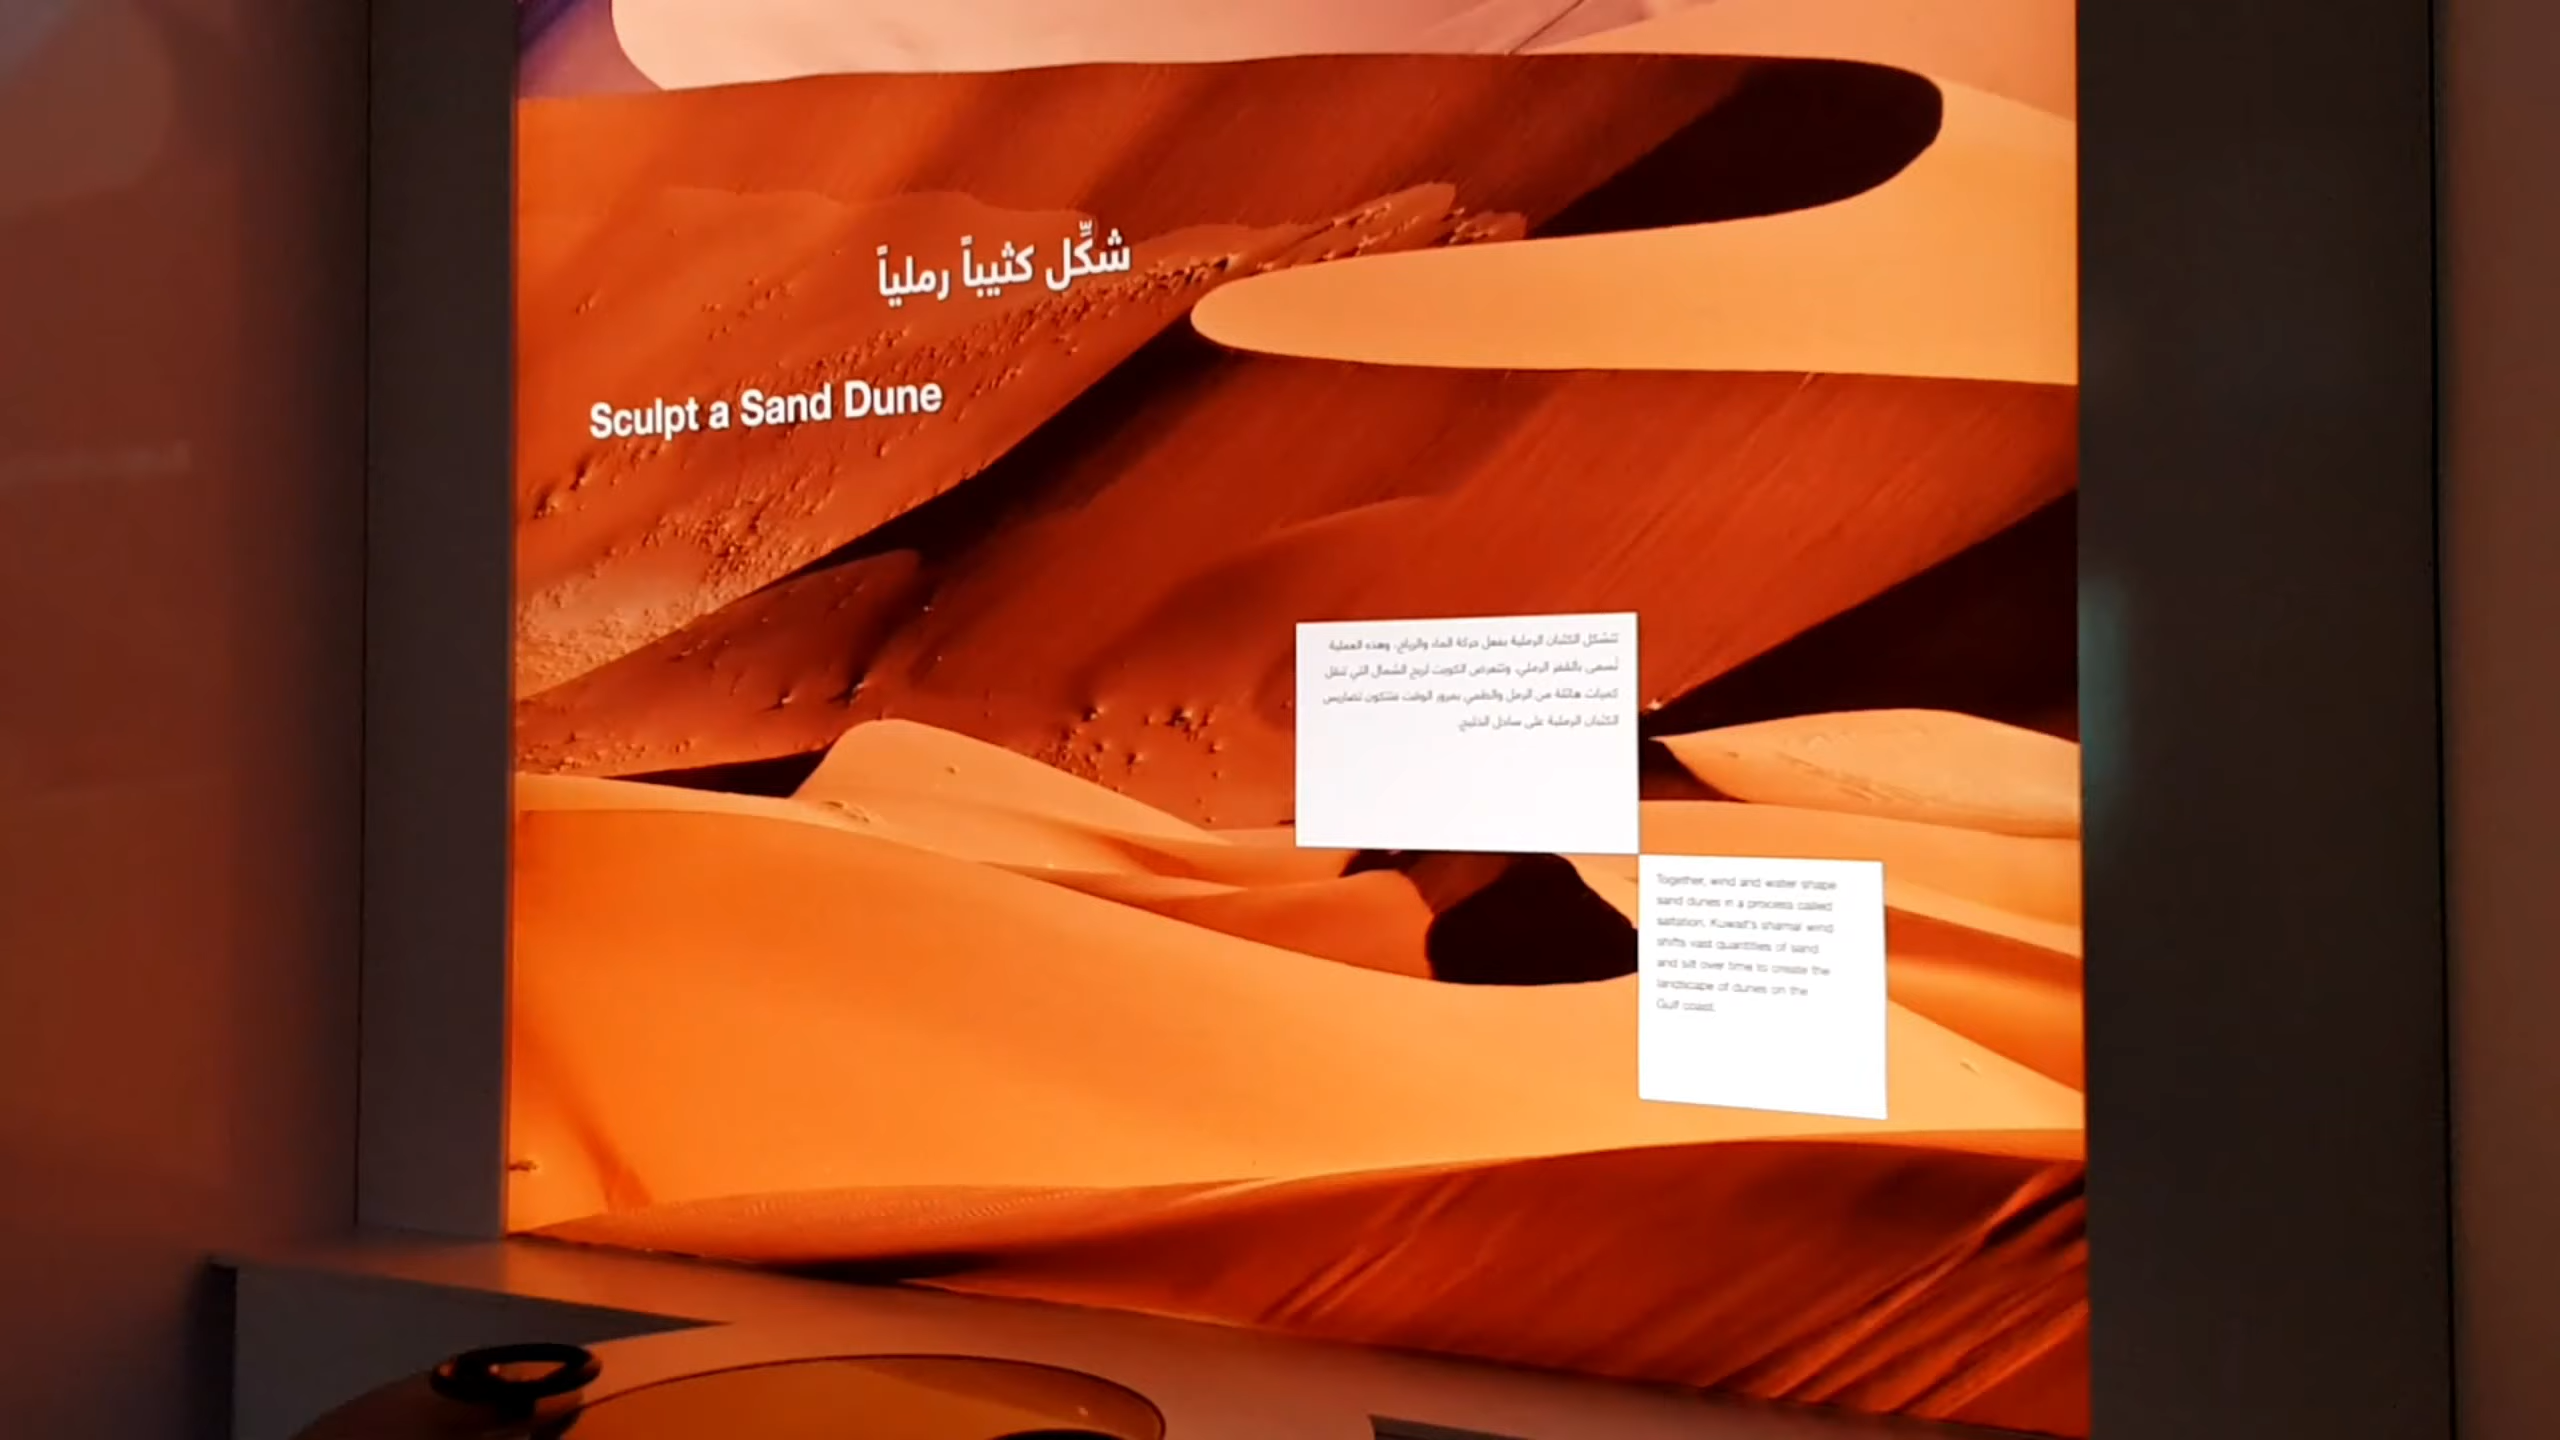 شكِّل كثيباً رملياً
Sculpt a Sand Dune
تتشكل الكثبان الرملية بفعل حركة الماء والرياح، وهذه العملية
تُسمى بالقفز الرملي. وتتعرض الكويت لريح الشمال التي تنقل
كميات هائلة من الرمل والطمي بمرور الوقت فتتكون تضاريس
الكثبان الرملية على ساحل الخليج.
Together, wind and water shape
sand dunes in a process called
saltation. Kuwait's shamal wind
shifts vast quantities of sand
and silt over time to create the
landscape of dunes on the
Gulf coast.